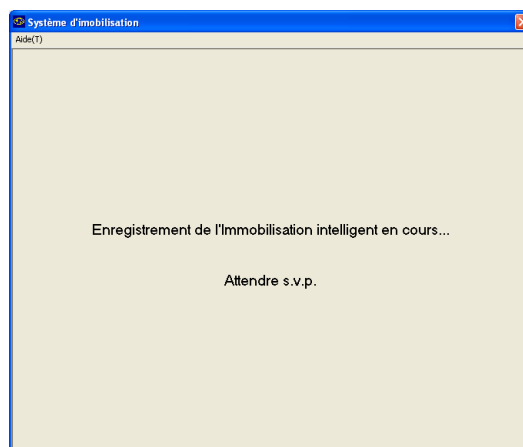 Système d'imobilisation
Aide(T)
Enregistrement de l'Immobilisation intelligent en cours...
Attendre s.v.p.